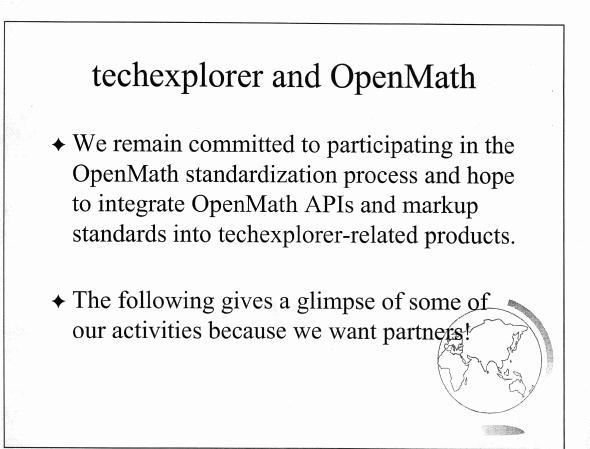 techexplorer and OpenMath
✦ We remain committed to participating in the
OpenMath standardization process and hope
to integrate OpenMath APIs and markup
standards into techexplorer-related products.
✦ The following gives a glimpse of some of
our activities because we want partners!